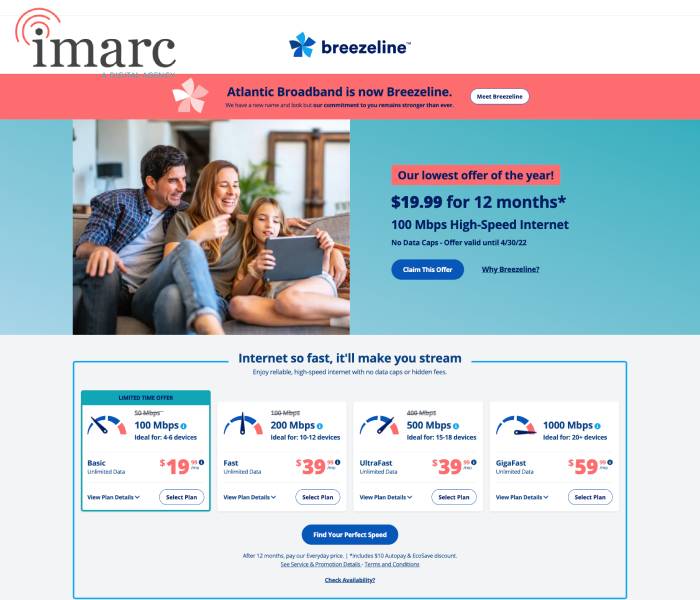 imarc
A DIGITAL AGENCY
breezeline™
Atlantic Broadband is now Breezeline.
We have a new name and look but our commitment to you remains stronger than ever.
Meet Breezeline
Our lowest offer of the year!
$19.99 for 12 months*
100 Mbps High-Speed Internet
No Data Caps - Offer valid until 4/30/22
Claim This Offer
Why Breezeline?
Internet so fast, it'll make you stream
Enjoy reliable, high-speed internet with no data caps or hidden fees.
LIMITED TIME OFFER
50 Mbps
100 Mbps
Ideal for: 4-6 devices
Basic
Unlimited Data
$19.99 /mo
View Plan Details
Select Plan
100 Mbps
200 Mbps
Ideal for: 10-12 devices
Fast
Unlimited Data
$39.99 /mo
View Plan Details
Select Plan
400 Mbps
500 Mbps
Ideal for: 15-18 devices
UltraFast
Unlimited Data
$39.99 /mo
View Plan Details
Select Plan
1000 Mbps
Ideal for: 20+ devices
GigaFast
Unlimited Data
$59.99 /mo
View Plan Details
Select Plan
Find Your Perfect Speed
After 12 months, pay our Everyday price. | *Includes $10 Autopay & EcoSave discount.
See Service & Promotion Details - Terms and Conditions
Check Availability?